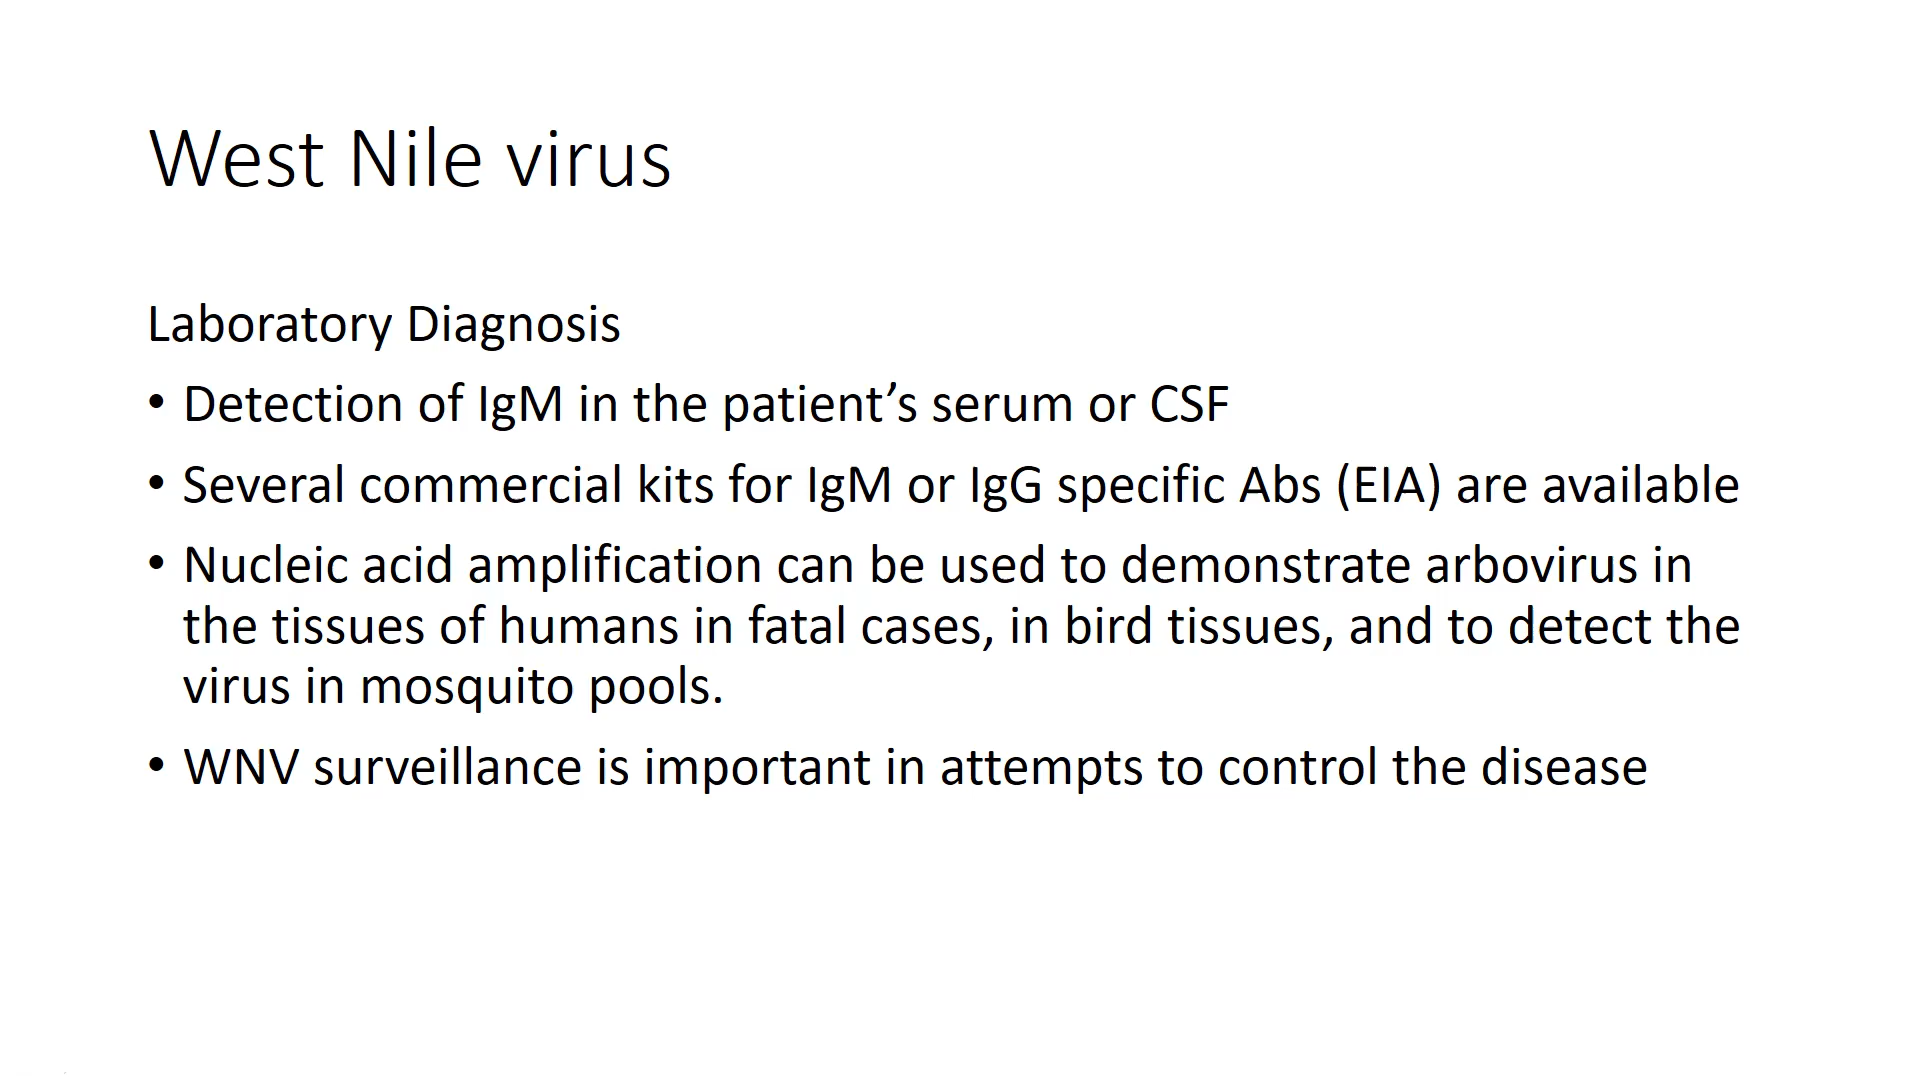 West Nile virus
Laboratory Diagnosis
• Detection of IgM in the patient’s serum or CSF
• Several commercial kits for IgM or IgG specific Abs (EIA) are available
• Nucleic acid amplification can be used to demonstrate arbovirus in
the tissues of humans in fatal cases, in bird tissues, and to detect the
virus in mosquito pools.
• WNV surveillance is important in attempts to control the disease